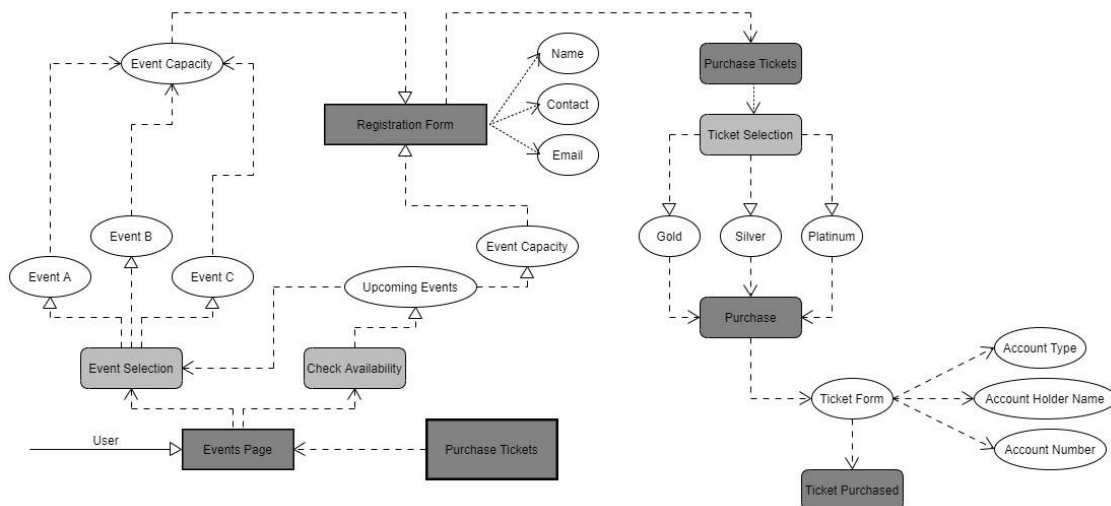 Name
Event Capacity
Purchase Tickets
Contact
Registration Form
Ticket Selection
Email
Event B
Gold
Silver
Platinum
Event Capacity
Event A
Event C
Upcoming Events
Purchase
Event Selection
Check Availability
Account Type
Ticket Form
Account Holder Name
User
Events Page
Purchase Tickets
Account Number
Ticket Purchased